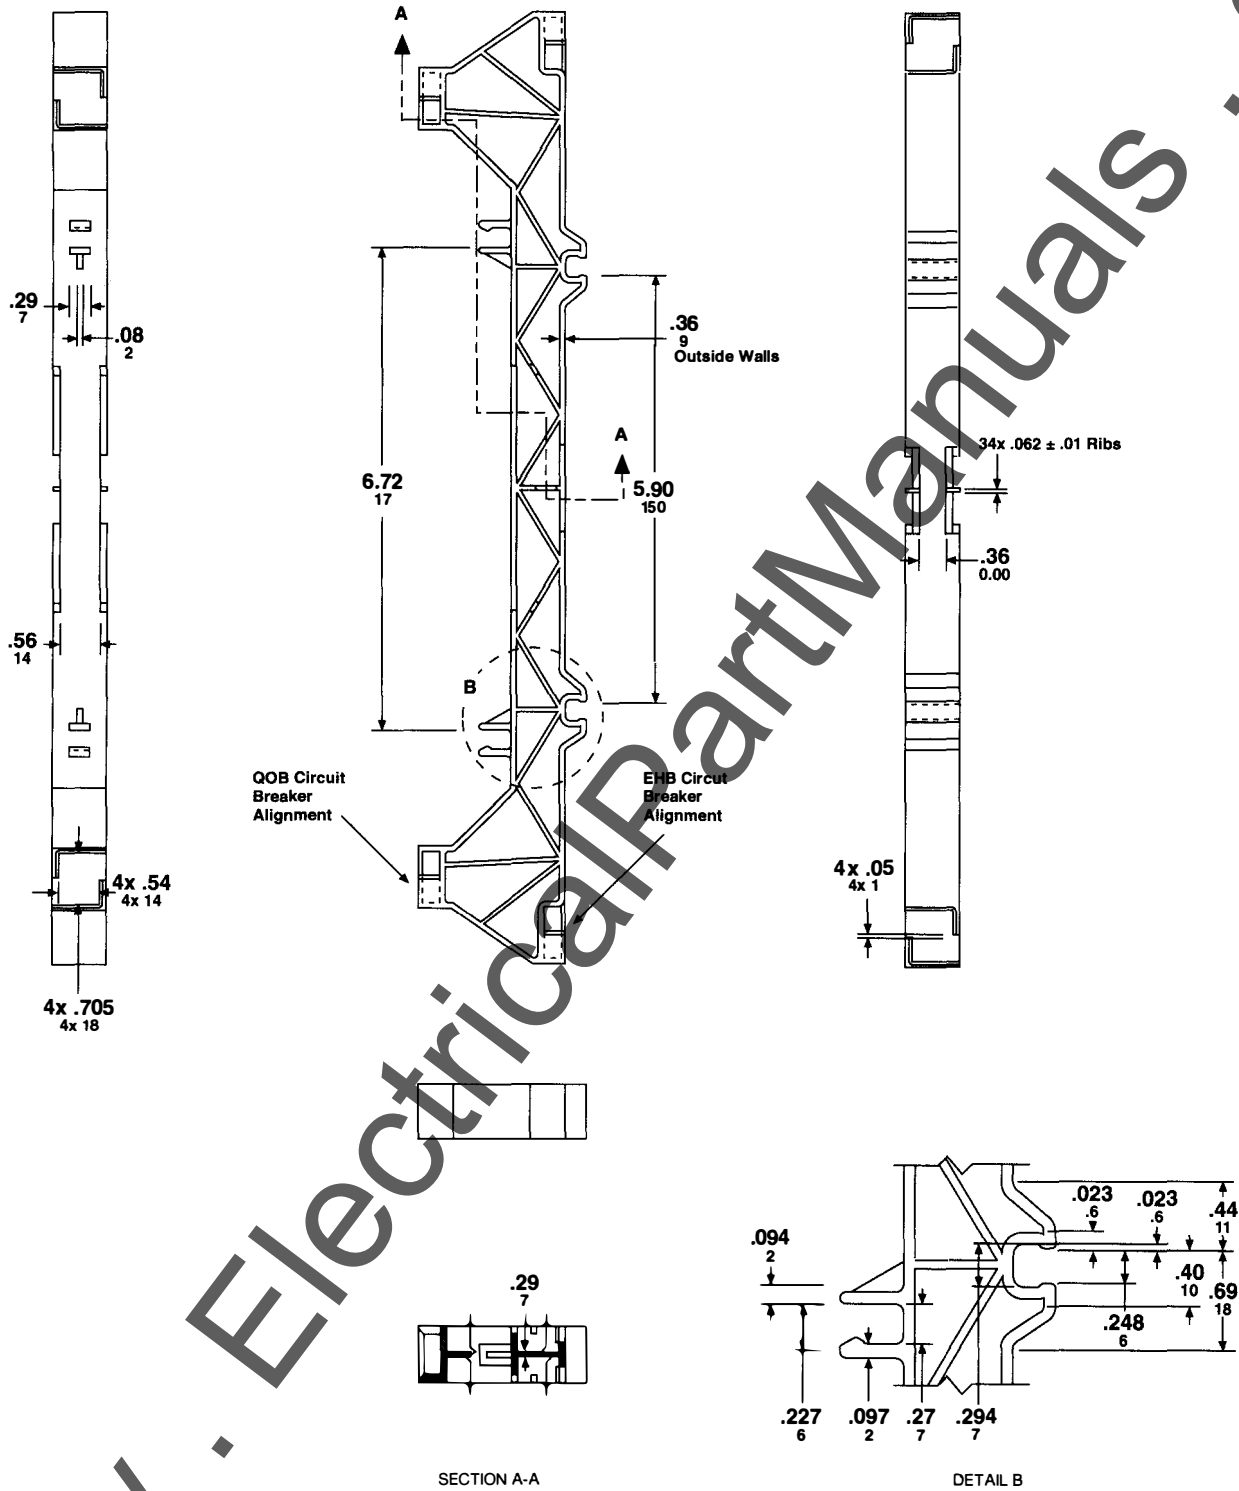 A
.29
7
.08
2
.36
9
Outside Walls
A
34x .062 ± .01 Ribs
6.72
17
5.90
150
.36
0.00
.56
14
B
QOB Circuit
Breaker
Alignment
EHB Circut
Breaker
Alignment
4x .54
4x 14
4x .05
4x 1
4x .705
4x 18
.023
.6
.023
.6
.44
11
.094
2
.40
10
.69
18
.248
6
.29
7
.227
6
.097
2
.27
7
.294
7
SECTION A-A
DETAIL B
. ElectricalPartManuals .